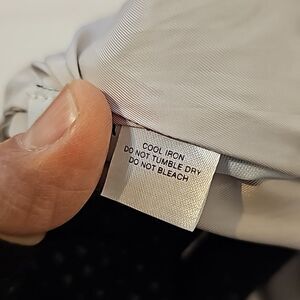 COOL IRON
DO NOT TUMBLE DRY
DO NOT BLEACH